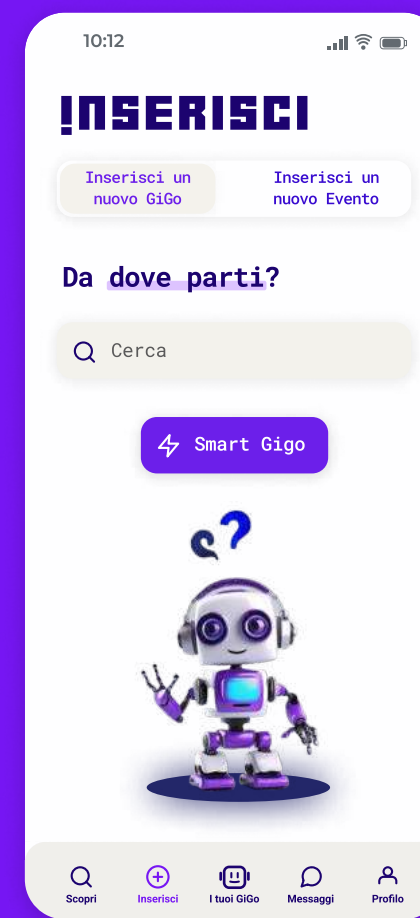 10:12
INSERISCI
Inserisci un
nuovo GiGo
Inserisci un
nuovo Evento
Da dove parti?
Cerca
Smart Gigo
??
Scopri
Inserisci
I tuoi GiGo
Messaggi
Profilo